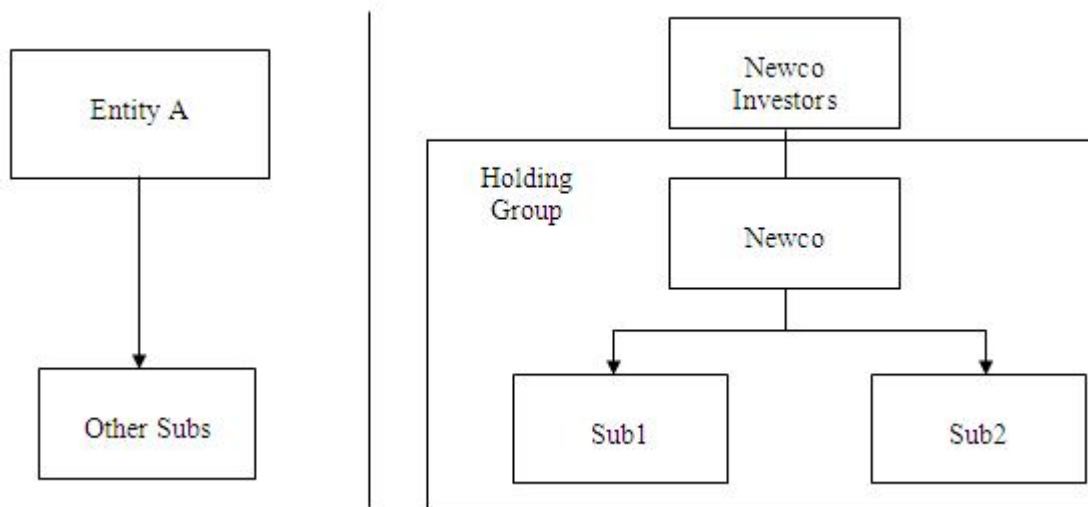 Entity A
Other Subs
Newco
Investors
Holding
Group
Newco
Sub1
Sub2